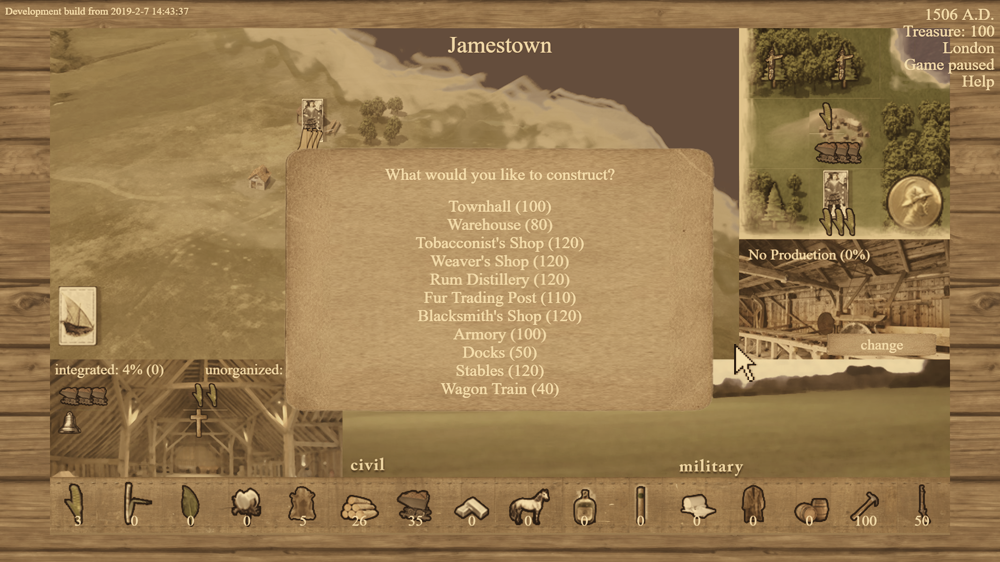 Development build from 2019-2-7 14:43:37
Jamestown
1506 A.D.
Treasure: 100
London
Game paused
Help
What would you like to construct?
Townhall (100)
Warehouse (80)
Tobacconist's Shop (120)
Weaver's Shop (120)
Rum Distillery (120)
Fur Trading Post (110)
Blacksmith's Shop (120)
Armory (100)
Docks (50)
Stables (120)
Wagon Train (40)
No Production (0%)
change
integrated: 4% (0)
unorganized:
civil
military
3 0 0 0 5 26 35 0 0 0 0 0 0 0 100 50